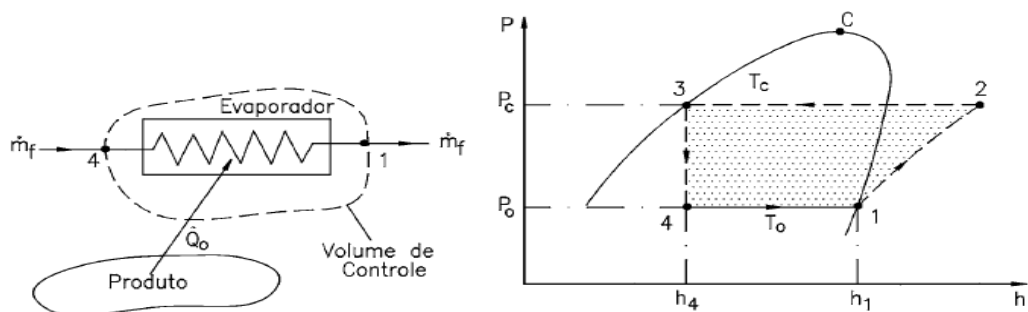 Evaporador
ṁf
4
1
ṁf
Q̇o
Volume de
Controle
Produto
P
C
Tc
3
2
Pc
Po
4
To
1
h4
h1
h